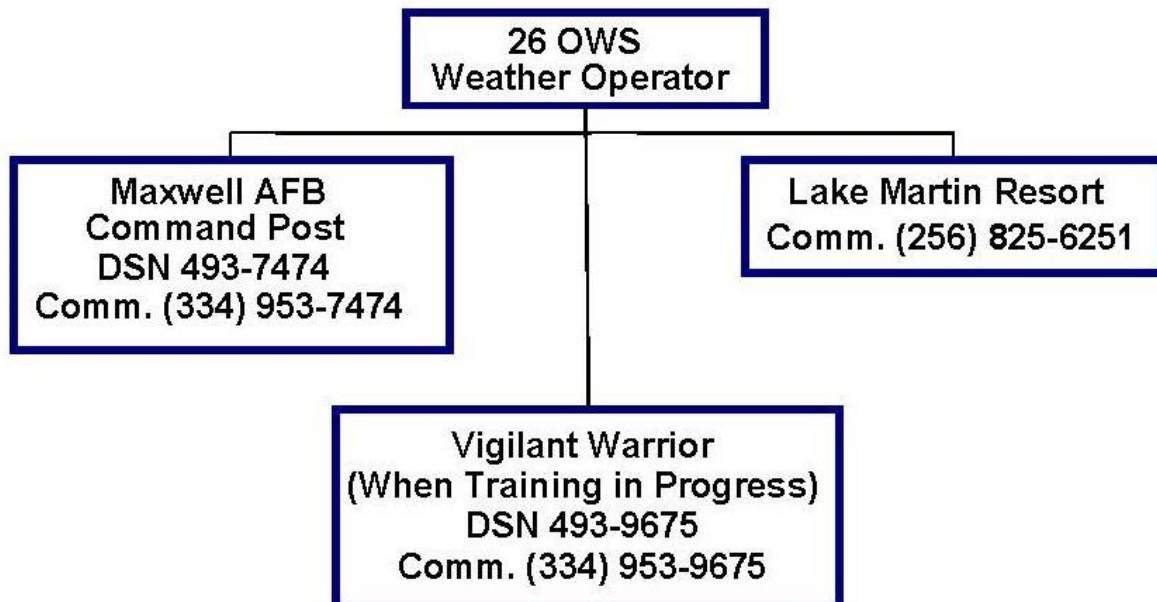 26 OWS
Weather Operator
Maxwell AFB
Command Post
DSN 493-7474
Comm. (334) 953-7474
Lake Martin Resort
Comm. (256) 825-6251
Vigilant Warrior
(When Training in Progress)
DSN 493-9675
Comm. (334) 953-9675